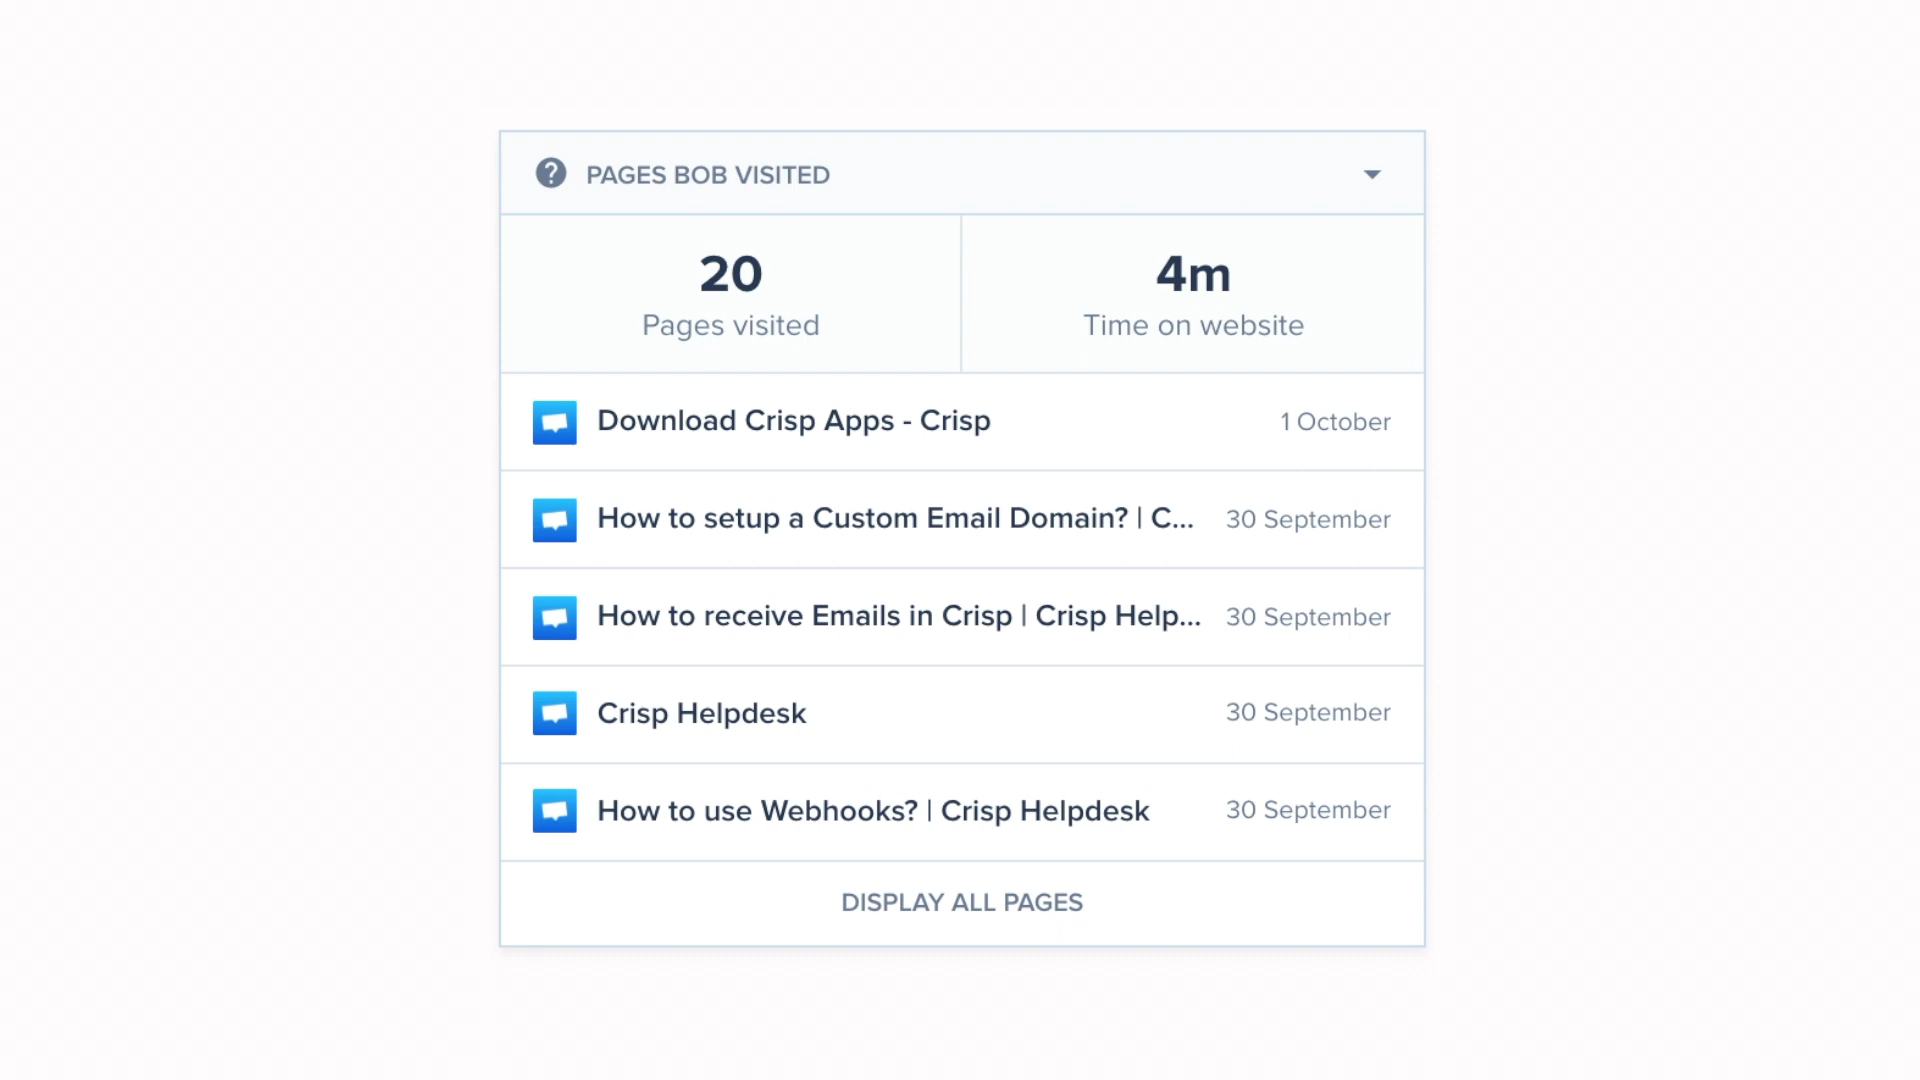 PAGES BOB VISITED
20
Pages visited
4m
Time on website
Download Crisp Apps - Crisp
1 October
How to setup a Custom Email Domain? | C...
30 September
How to receive Emails in Crisp | Crisp Help...
30 September
Crisp Helpdesk
30 September
How to use Webhooks? | Crisp Helpdesk
30 September
DISPLAY ALL PAGES